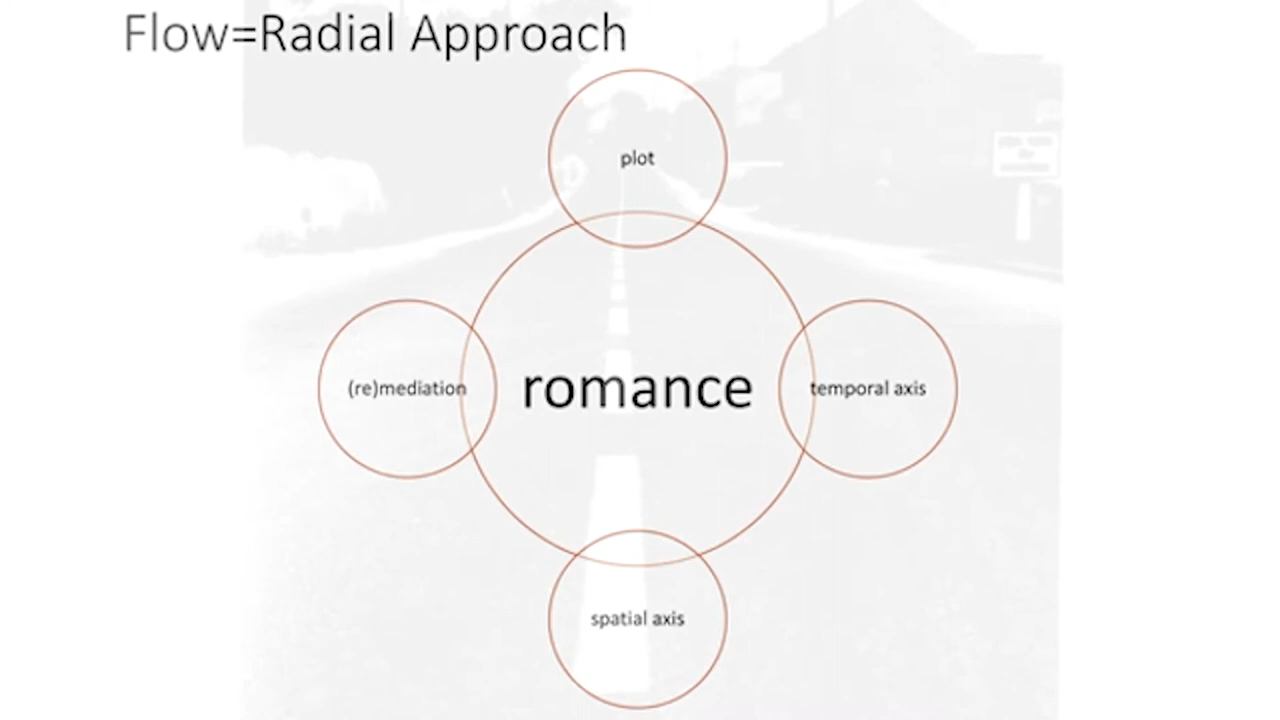 Flow=Radial Approach
plot
(re)mediation
romance
temporal axis
spatial axis